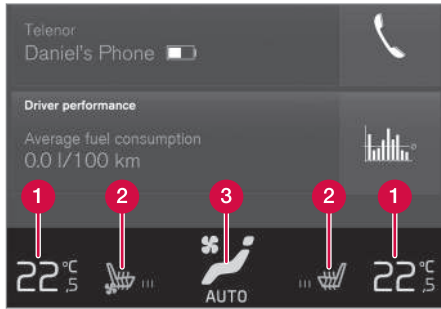 Telenor
Daniel's Phone
Driver performance
Average fuel consumption
0.0 l/100 km
1 2 3 2 1
22 °C ,5 AUTO 22 °C ,5